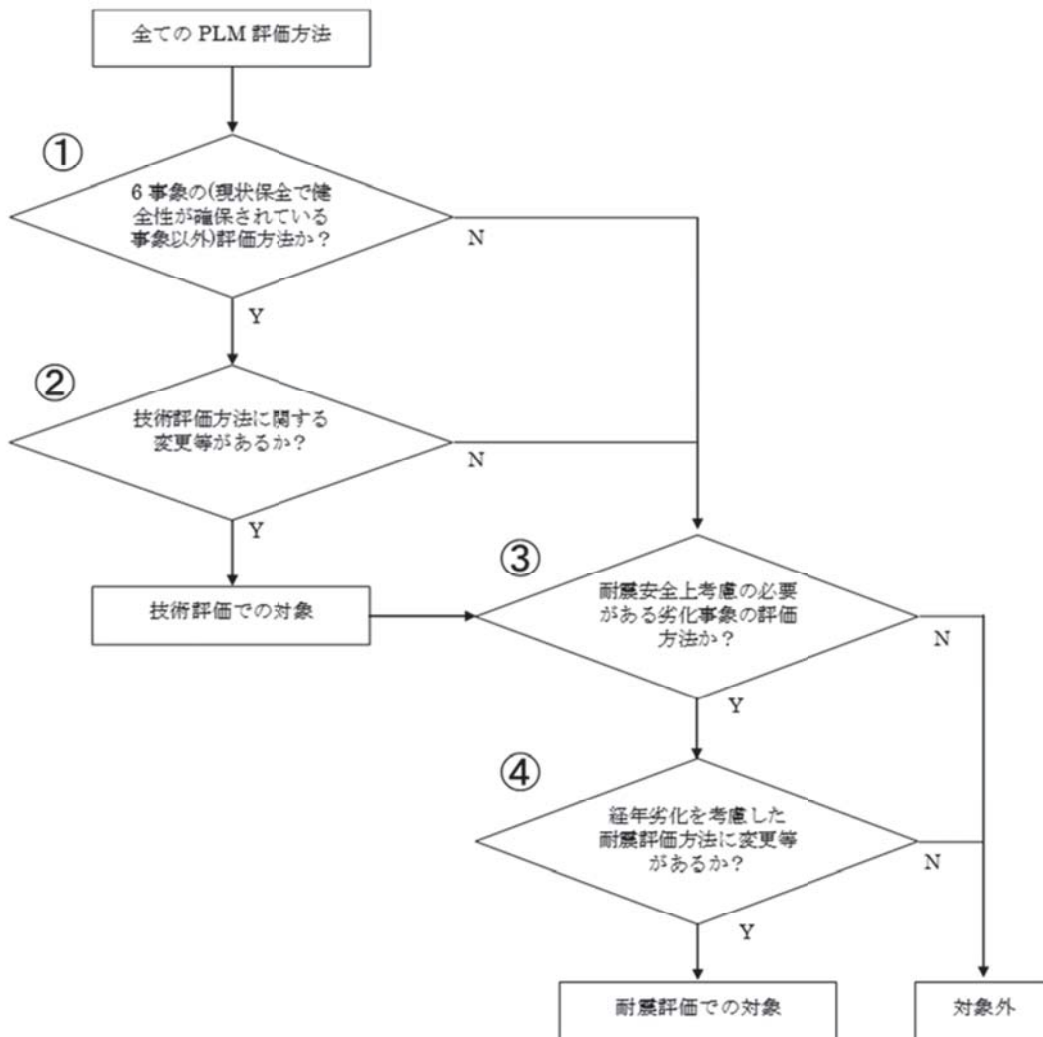 全ての PLM 評価方法
①
6 事象の(現状保全で健
全性が確保されている
事象以外)評価方法か？
N
Y
②
技術評価方法に関する
変更等があるか？
N
Y
③
技術評価での対象
耐震安全上考慮の必要
がある劣化事象の評価
方法か？
N
Y
④
経年劣化を考慮した
耐震評価方法に変更等
があるか？
N
Y
耐震評価での対象
対象外